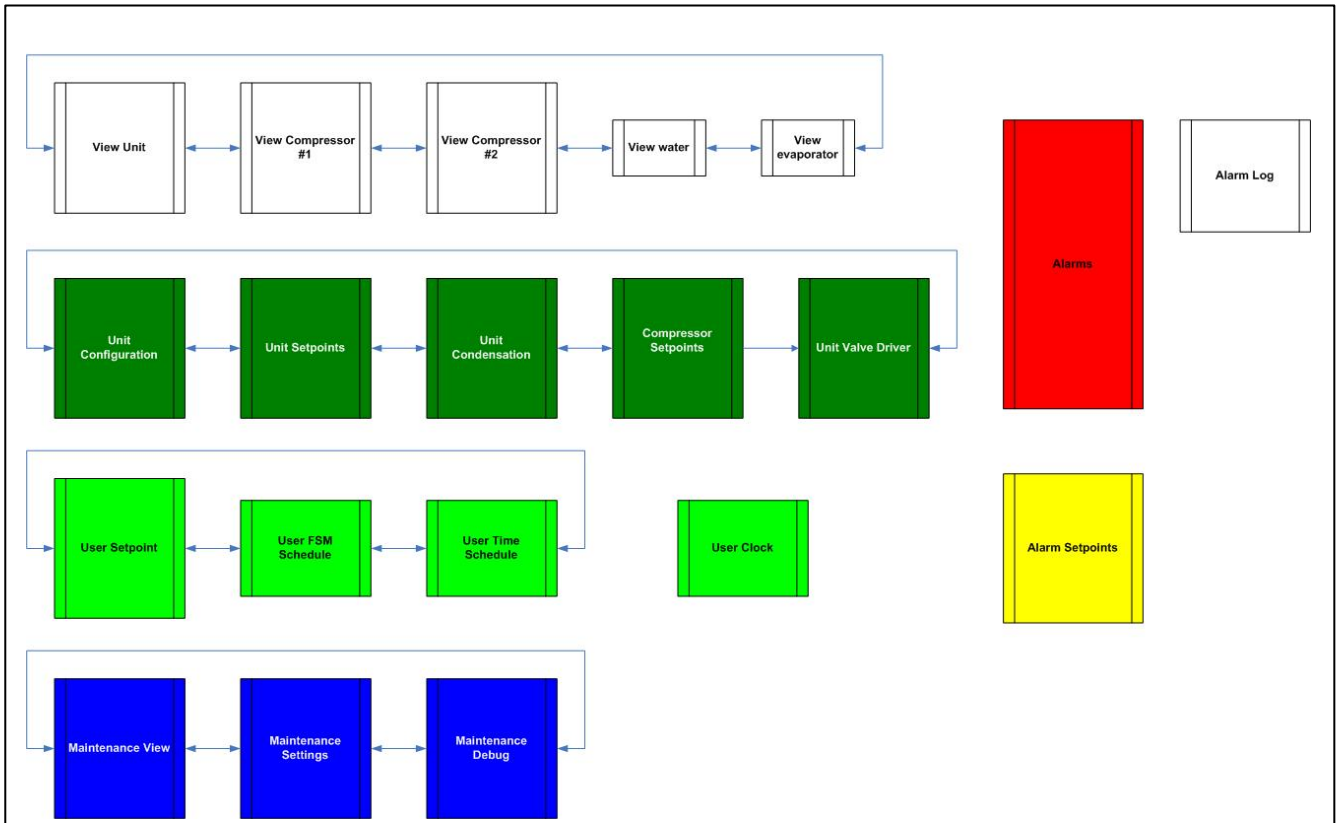 View Unit
View Compressor
#1
View Compressor
#2
View water
View
evaporator
Alarms
Alarm Log
Unit
Configuration
Unit Setpoints
Unit
Condensation
Compressor
Setpoints
Unit Valve Driver
User Setpoint
User FSM
Schedule
User Time
Schedule
User Clock
Alarm Setpoints
Maintenance View
Maintenance
Settings
Maintenance
Debug